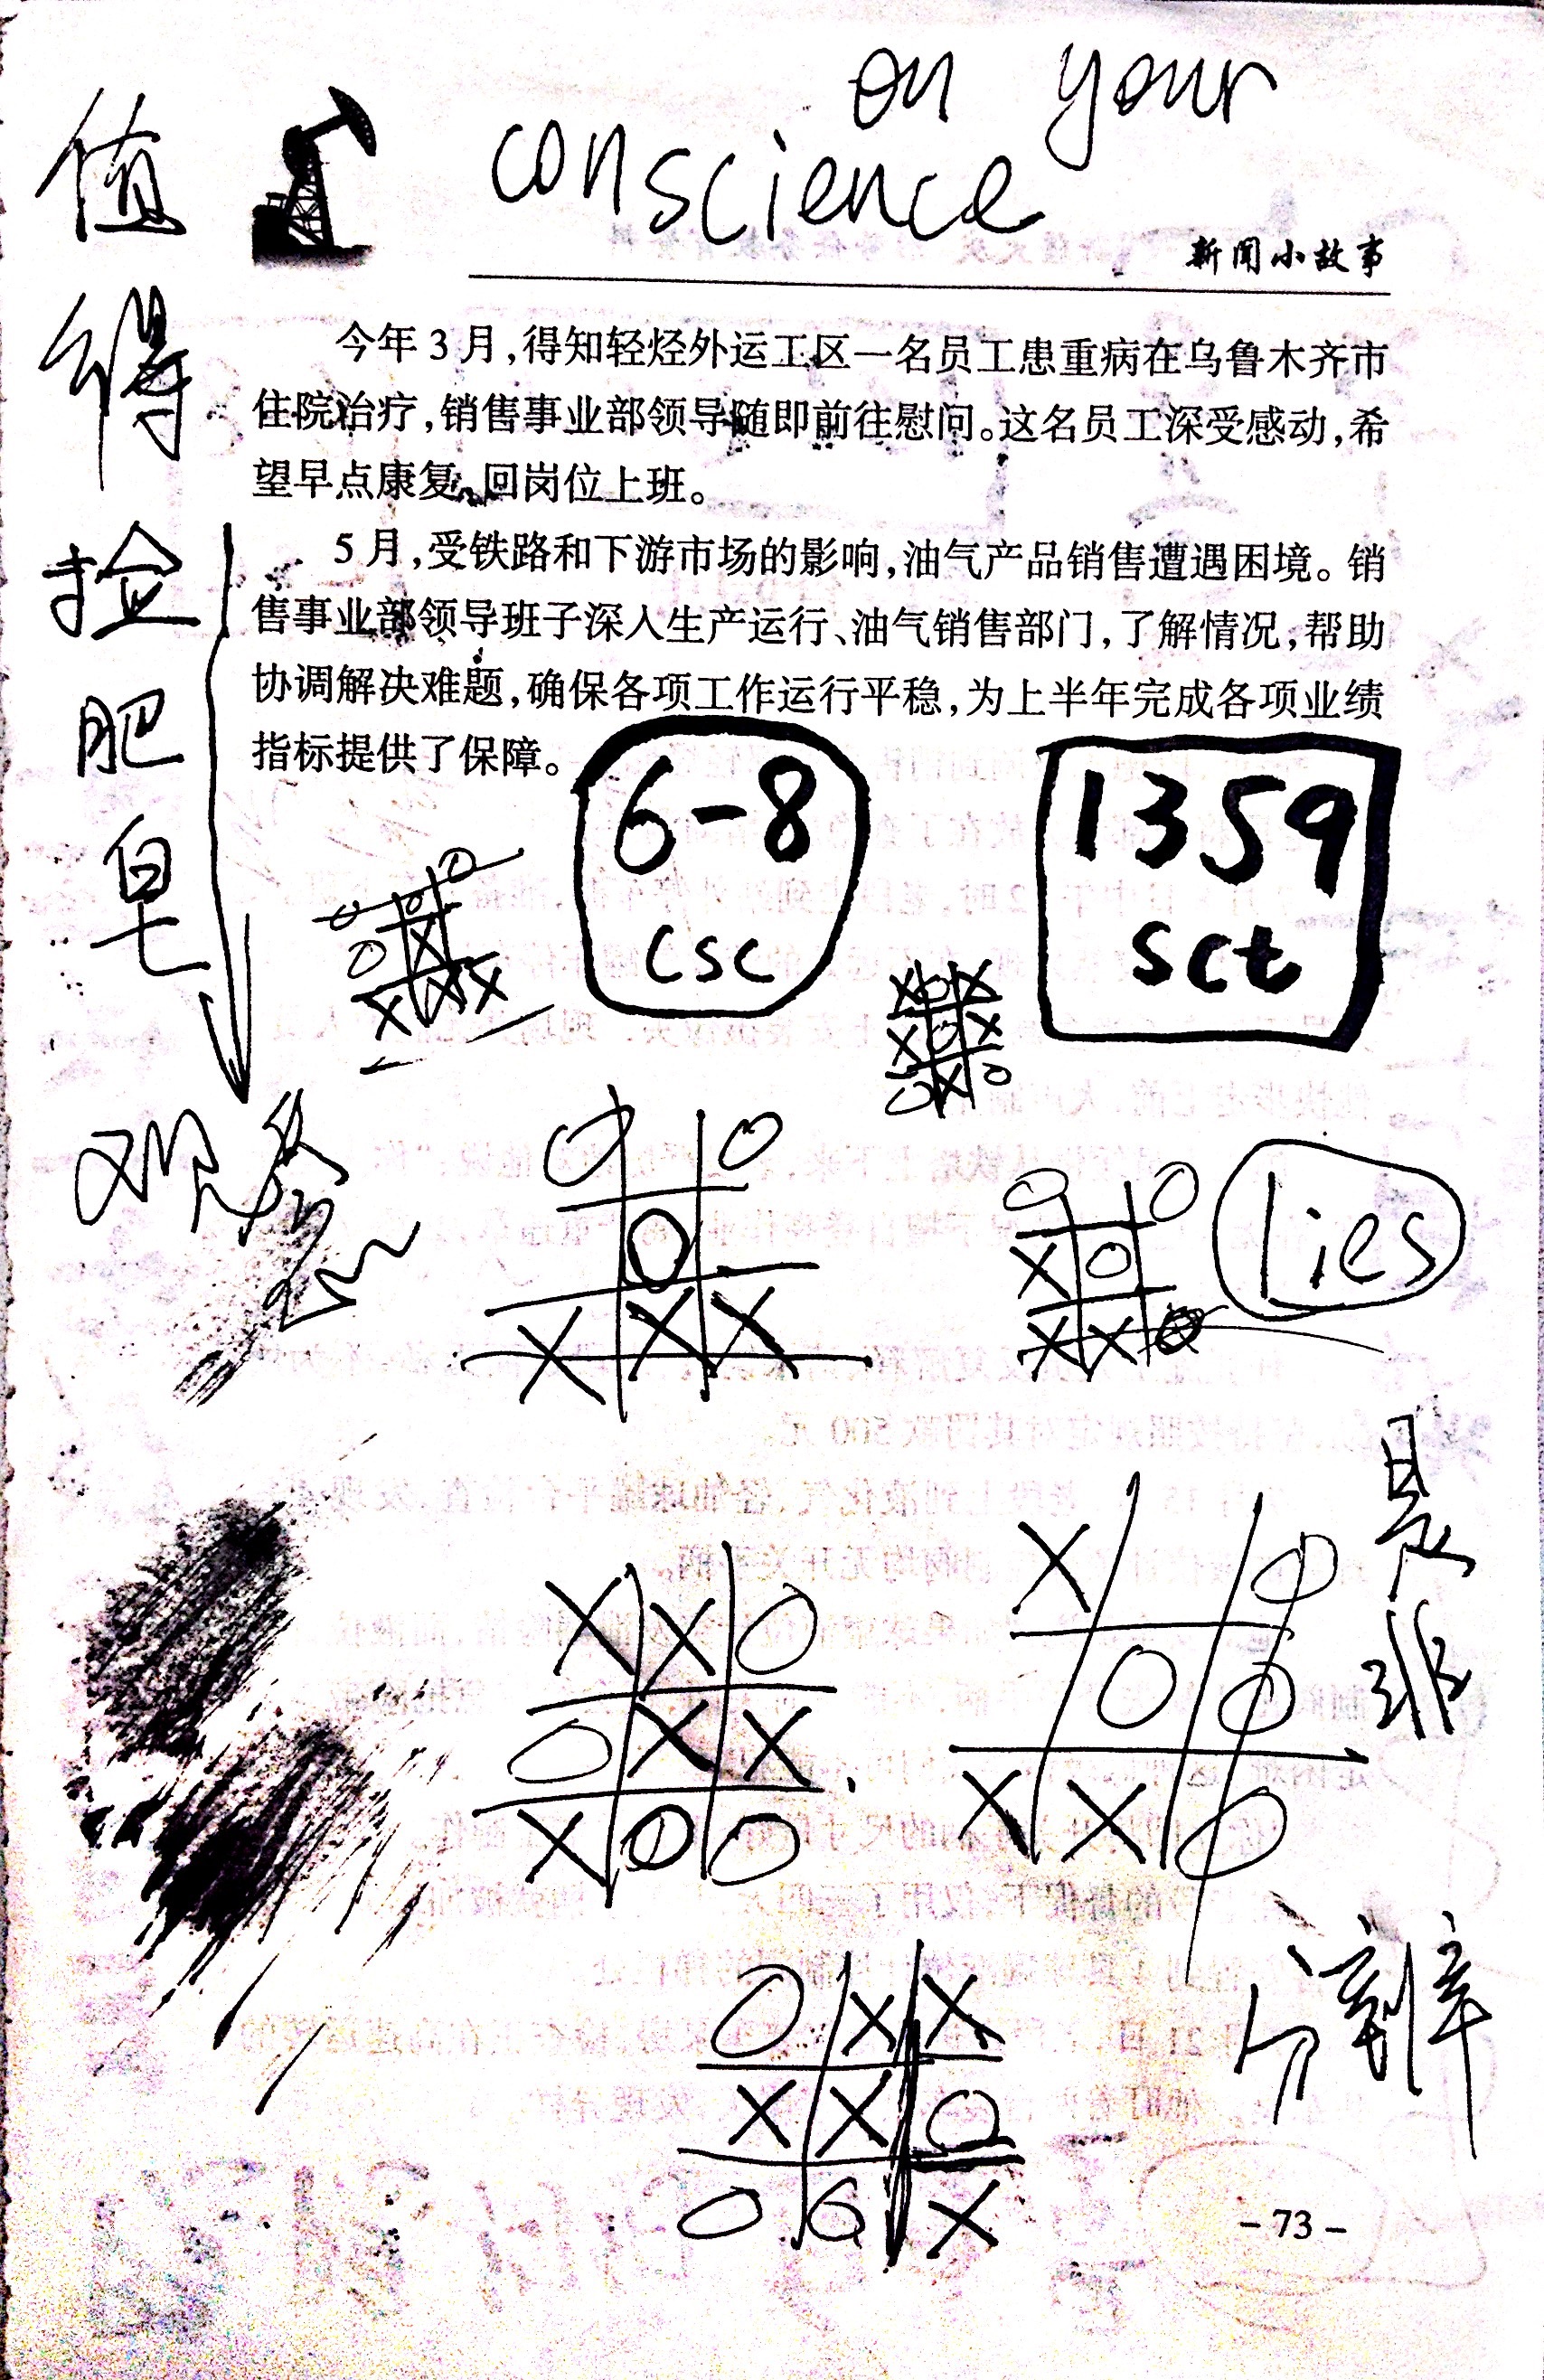 on your
conscience
值得捡肥皂
新闻小故事
今年3月,得知轻烃外运工区一名员工患重病在乌鲁木齐市
住院治疗,销售事业部领导随即前往慰问。这名员工深受感动,希
望早点康复、回岗位上班。
5月,受铁路和下游市场的影响,油气产品销售遭遇困境。销
售事业部领导班子深入生产运行、油气销售部门,了解情况,帮助
协调解决难题,确保各项工作运行平稳,为上半年完成各项业绩
指标提供了保障。
6-8
csc
1359
sct
lies
是非
分辨
-73-